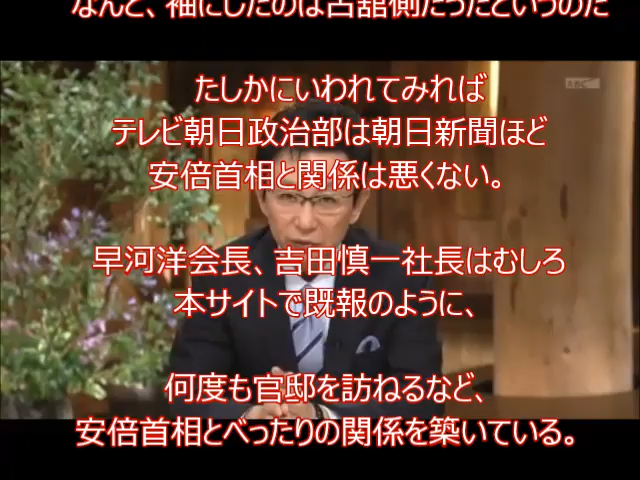 なんと、袖にしたのは古舘側だったというのだ
ABC
たしかにいわれてみれば
テレビ朝日政治部は朝日新聞ほど
安倍首相と関係は悪くない。
早河洋会長、吉田慎一社長はむしろ
本サイトで既報のように、
何度も官邸を訪ねるなど、
安倍首相とべったりの関係を築いている。